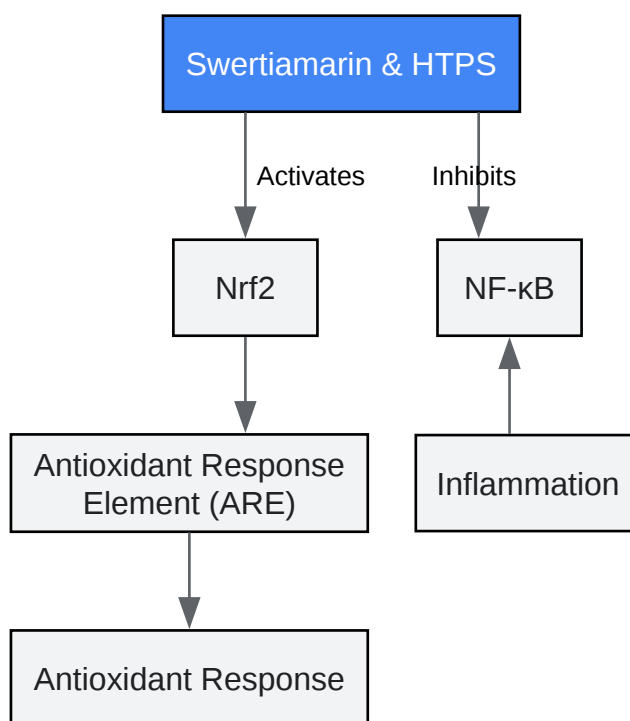 Swertiamarin & HTPS
Activates
Inhibits
Nrf2
NF-κB
Antioxidant Response
Element (ARE)
Inflammation
Antioxidant Response